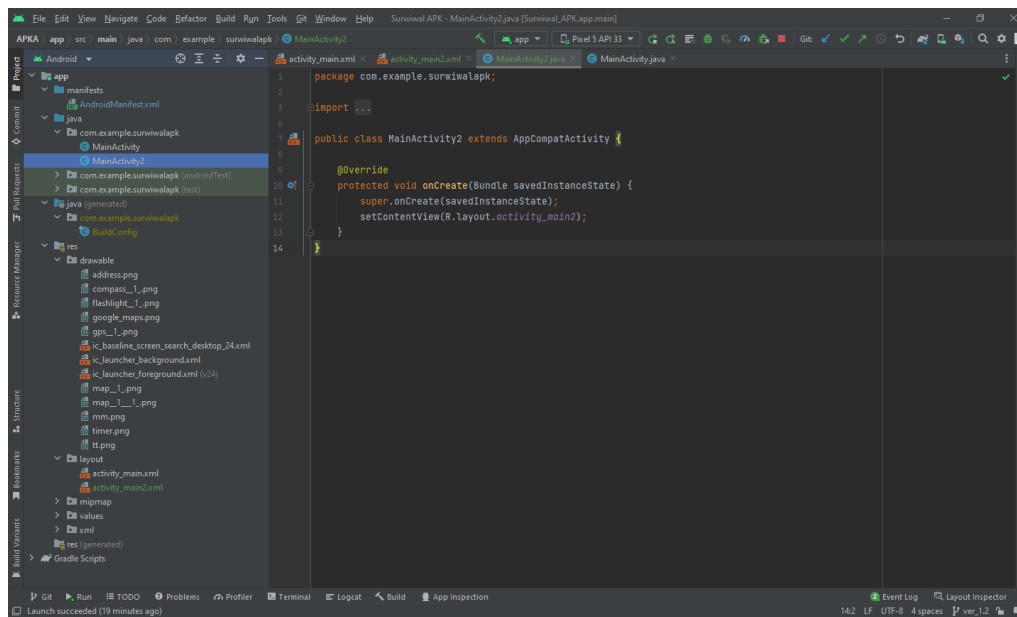 File Edit View Navigate Code Refactor Build Run Tools Git Window Help Surwiwal APK - MainActivity2.java [Surwiwal_APK.app.main]
APKA app src main java com example surwiwalapk MainActivity2 app Pixel 5 API 33 Git:
Android activity_main.xml activity_main2.xml MainActivity2.java MainActivity.java
Project
Commit
Pull Requests
Resource Manager
Structure
Bookmarks
Build Variants
app
manifests
AndroidManifest.xml
java
com.example.surwiwalapk
MainActivity
MainActivity2
com.example.surwiwalapk (androidTest)
com.example.surwiwalapk (test)
java (generated)
com.example.surwiwalapk
BuildConfig
res
drawable
address.png
compass__1_.png
flashlight__1_.png
google_maps.png
gps__1_.png
ic_baseline_screen_search_desktop_24.xml
ic_launcher_background.xml
ic_launcher_foreground.xml (v24)
map__1_.png
map__1___1_.png
mm.png
timer.png
tt.png
layout
activity_main.xml
activity_main2.xml
mipmap
values
xml
res (generated)
Gradle Scripts
1 package com.example.surwiwalapk;
2
3 import ...
6
7 public class MainActivity2 extends AppCompatActivity {
8
9 @Override
10 protected void onCreate(Bundle savedInstanceState) {
11 super.onCreate(savedInstanceState);
12 setContentView(R.layout.activity_main2);
13 }
14 }
Git Run TODO Problems Profiler Terminal Logcat Build App Inspection 2 Event Log Layout Inspector
Launch succeeded (19 minutes ago) 14:2 LF UTF-8 4 spaces ver_1.2